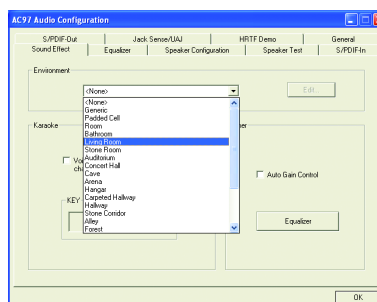 AC97 Audio Configuration
S/PDIF-Out Jack Sense/UAJ HRTF Demo General
Sound Effect Equalizer Speaker Configuration Speaker Test S/PDIF-In
Environment
<None> Edit...
<None>
Generic
Padded Cell
Room
Bathroom
Living Room
Stone Room
Auditorium
Concert Hall
Cave
Arena
Hangar
Carpeted Hallway
Hallway
Stone Corridor
Alley
Forest
Karaoke
KEY
Auto Gain Control
Equalizer
OK